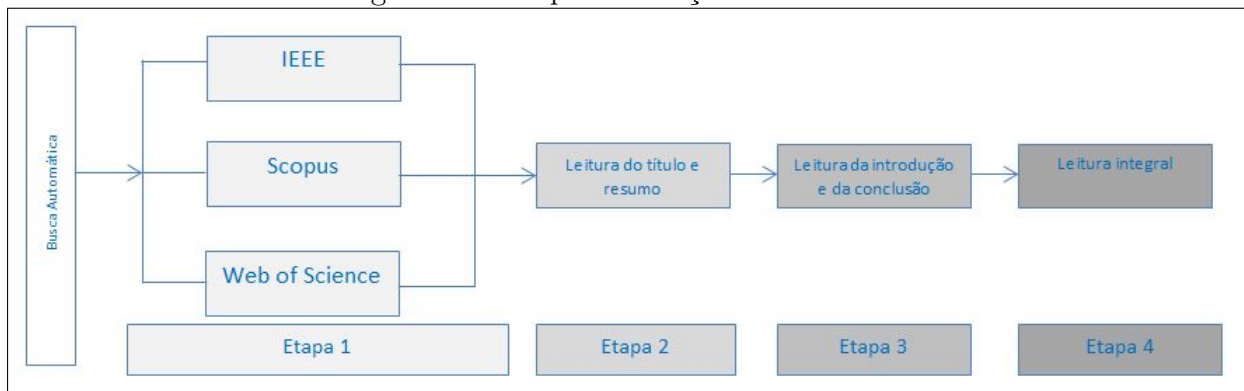 Busca Automática
IEEE
Scopus
Web of Science
Leitura do título e
resumo
Leitura da introdução
e da conclusão
Leitura integral
Etapa 1
Etapa 2
Etapa 3
Etapa 4